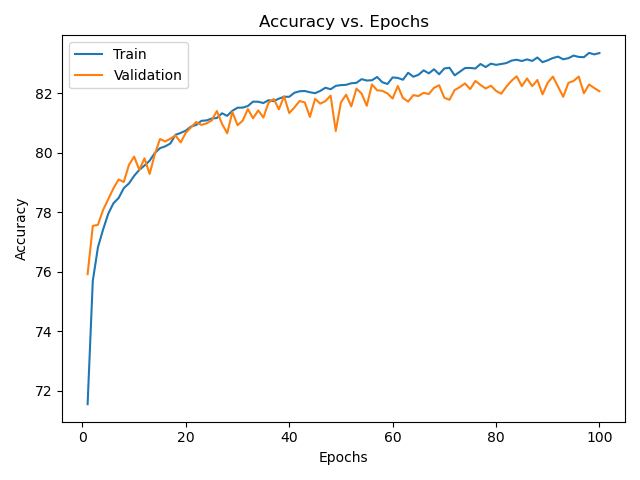 Accuracy vs. Epochs
Train
Validation
82
80
78
76
74
72
Accuracy
0 20 40 60 80 100
Epochs